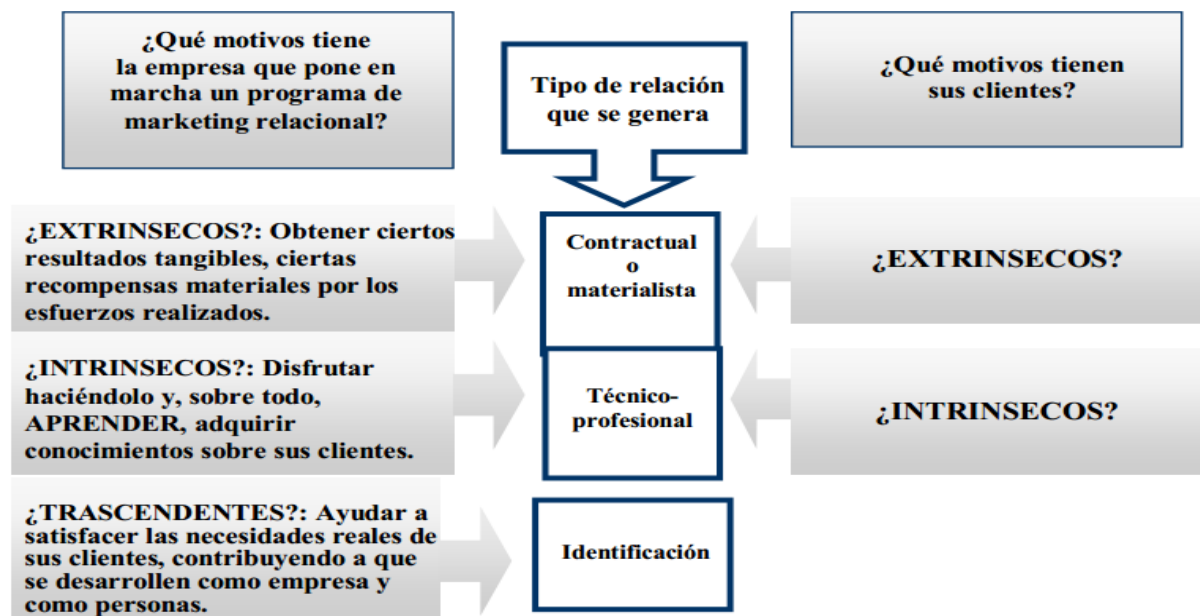 ¿Qué motivos tiene
la empresa que pone en
marcha un programa de
marketing relacional?
Tipo de relación
que se genera
¿Qué motivos tienen
sus clientes?
¿EXTRINSECOS?: Obtener ciertos
resultados tangibles, ciertas
recompensas materiales por los
esfuerzos realizados.
Contractual
o
materialista
¿EXTRINSECOS?
¿INTRINSECOS?: Disfrutar
haciéndolo y, sobre todo,
APRENDER, adquirir
conocimientos sobre sus clientes.
Técnico-
profesional
¿INTRINSECOS?
¿TRASCENDENTES?: Ayudar a
satisfacer las necesidades reales de
sus clientes, contribuyendo a que
se desarrollen como empresa y
como personas.
Identificación